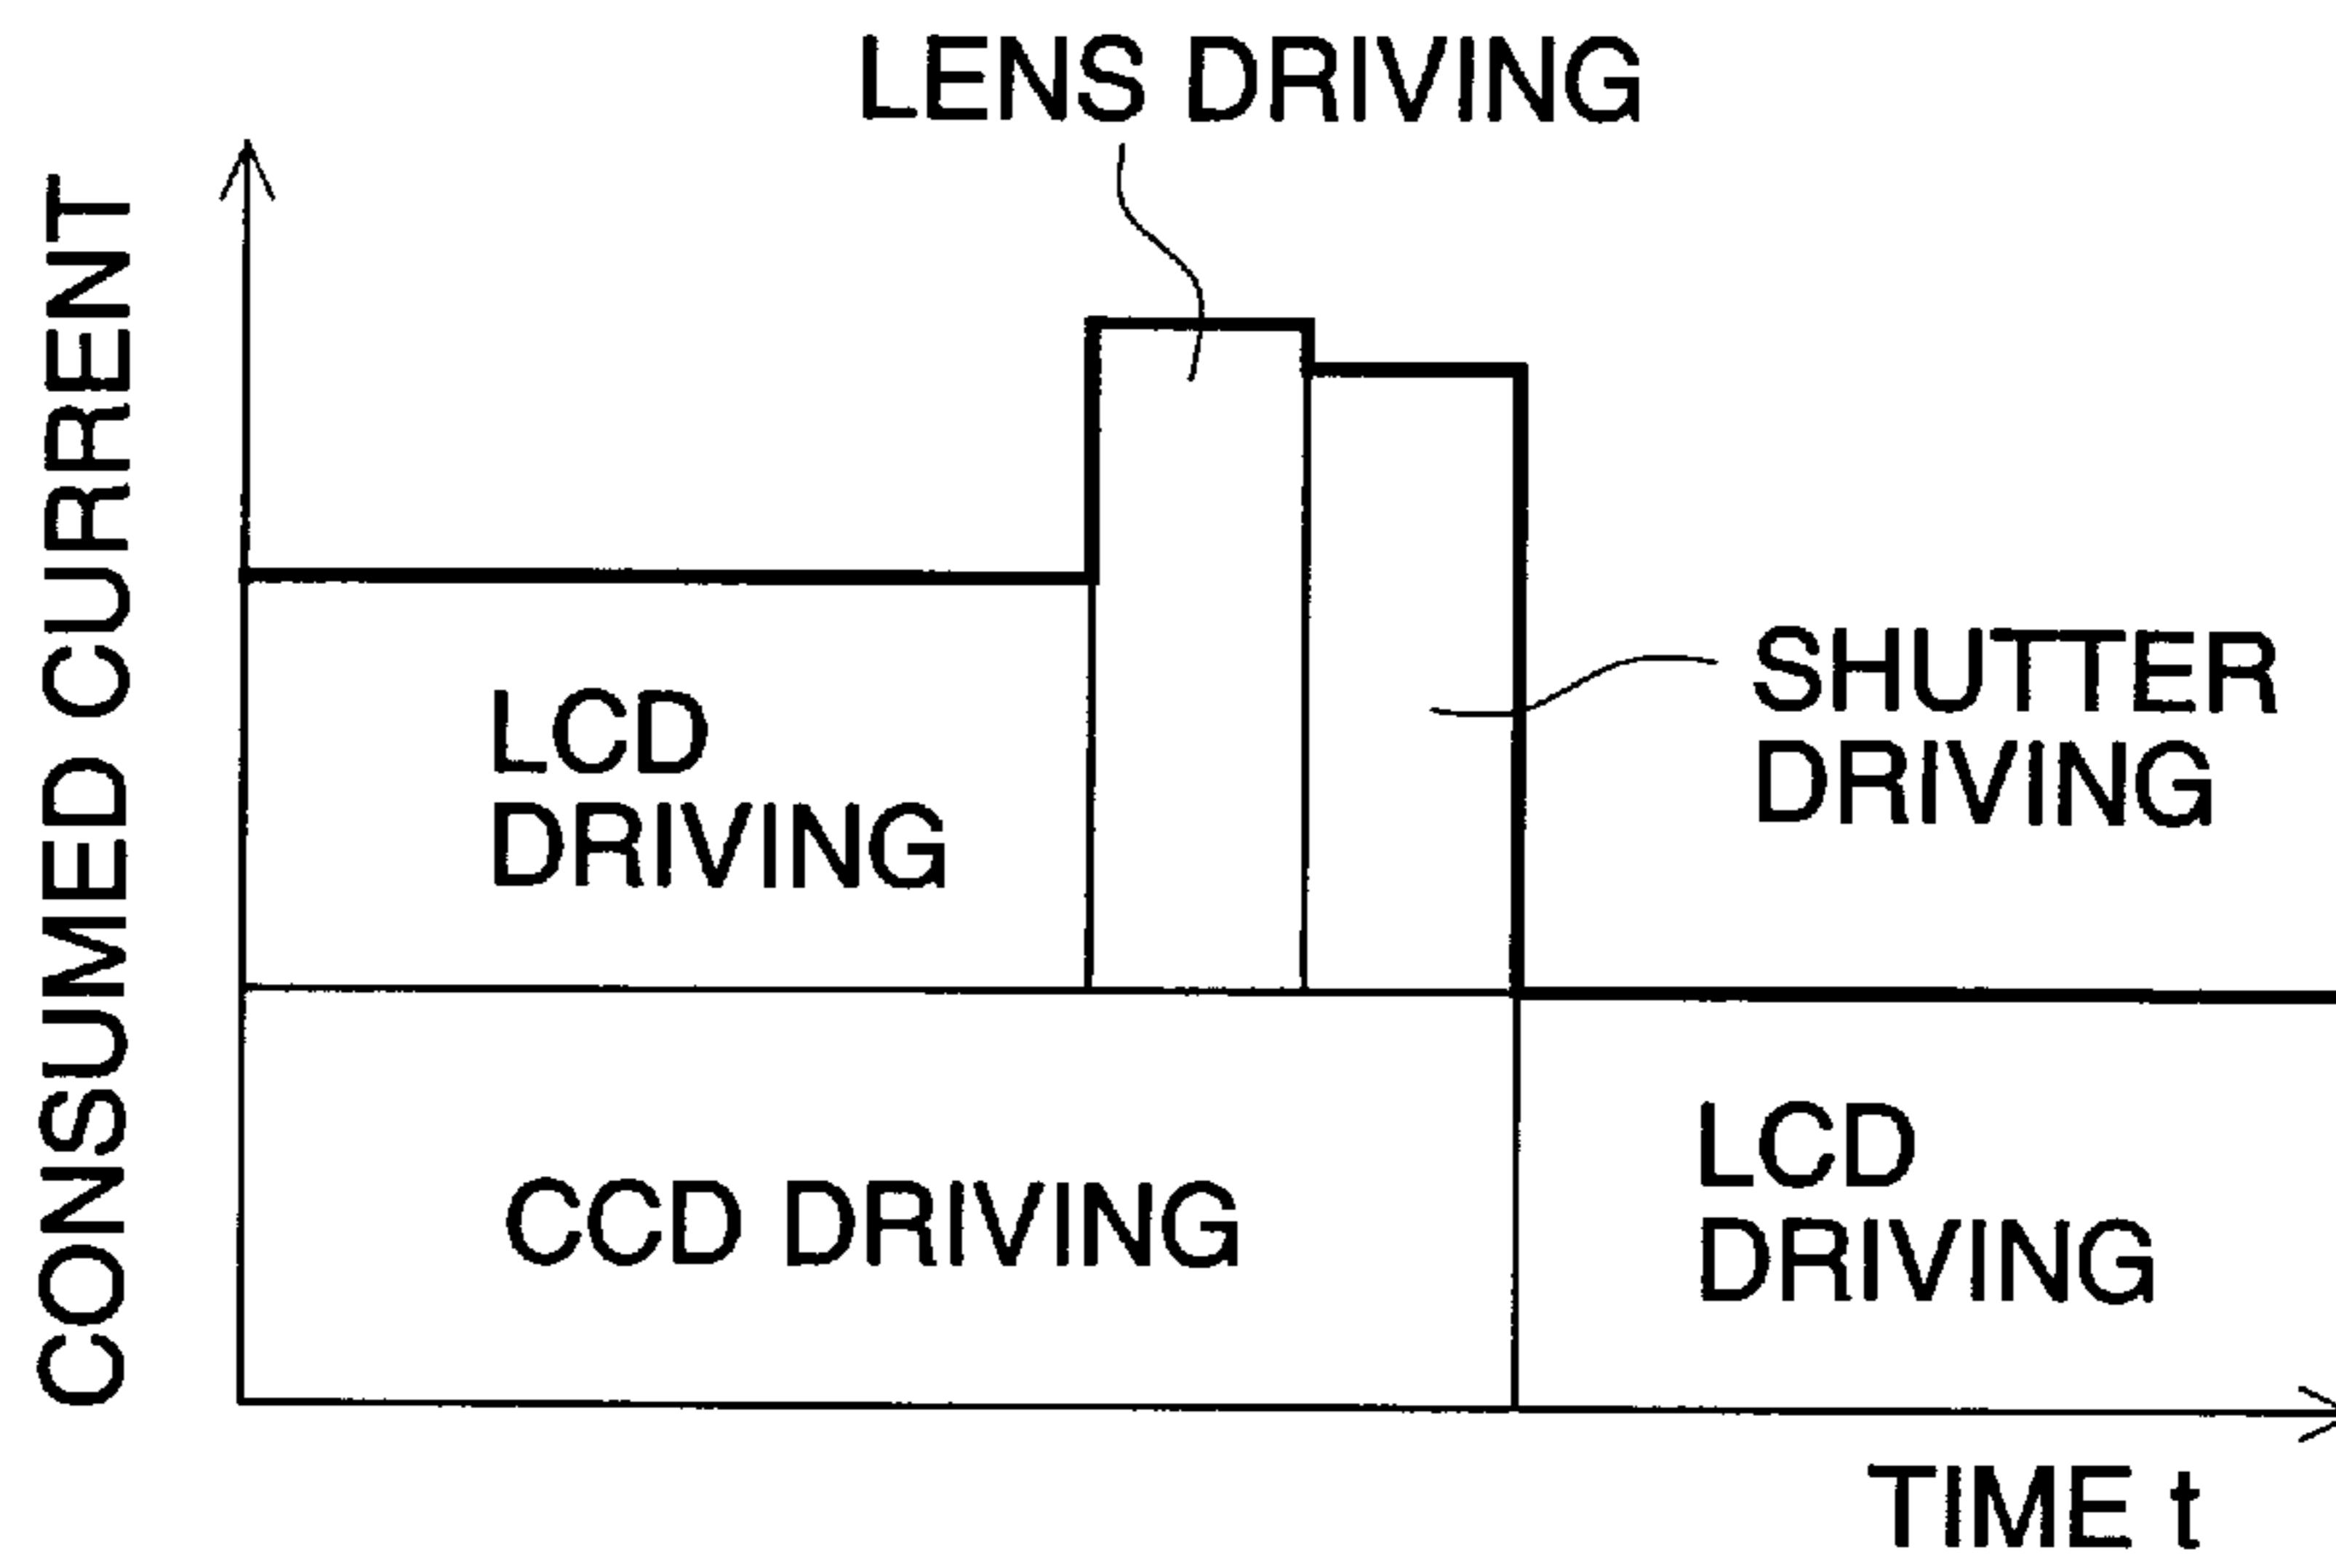 LENS DRIVING
CONSUMED CURRENT
LCD
DRIVING
SHUTTER
DRIVING
CCD DRIVING
LCD
DRIVING
TIME t